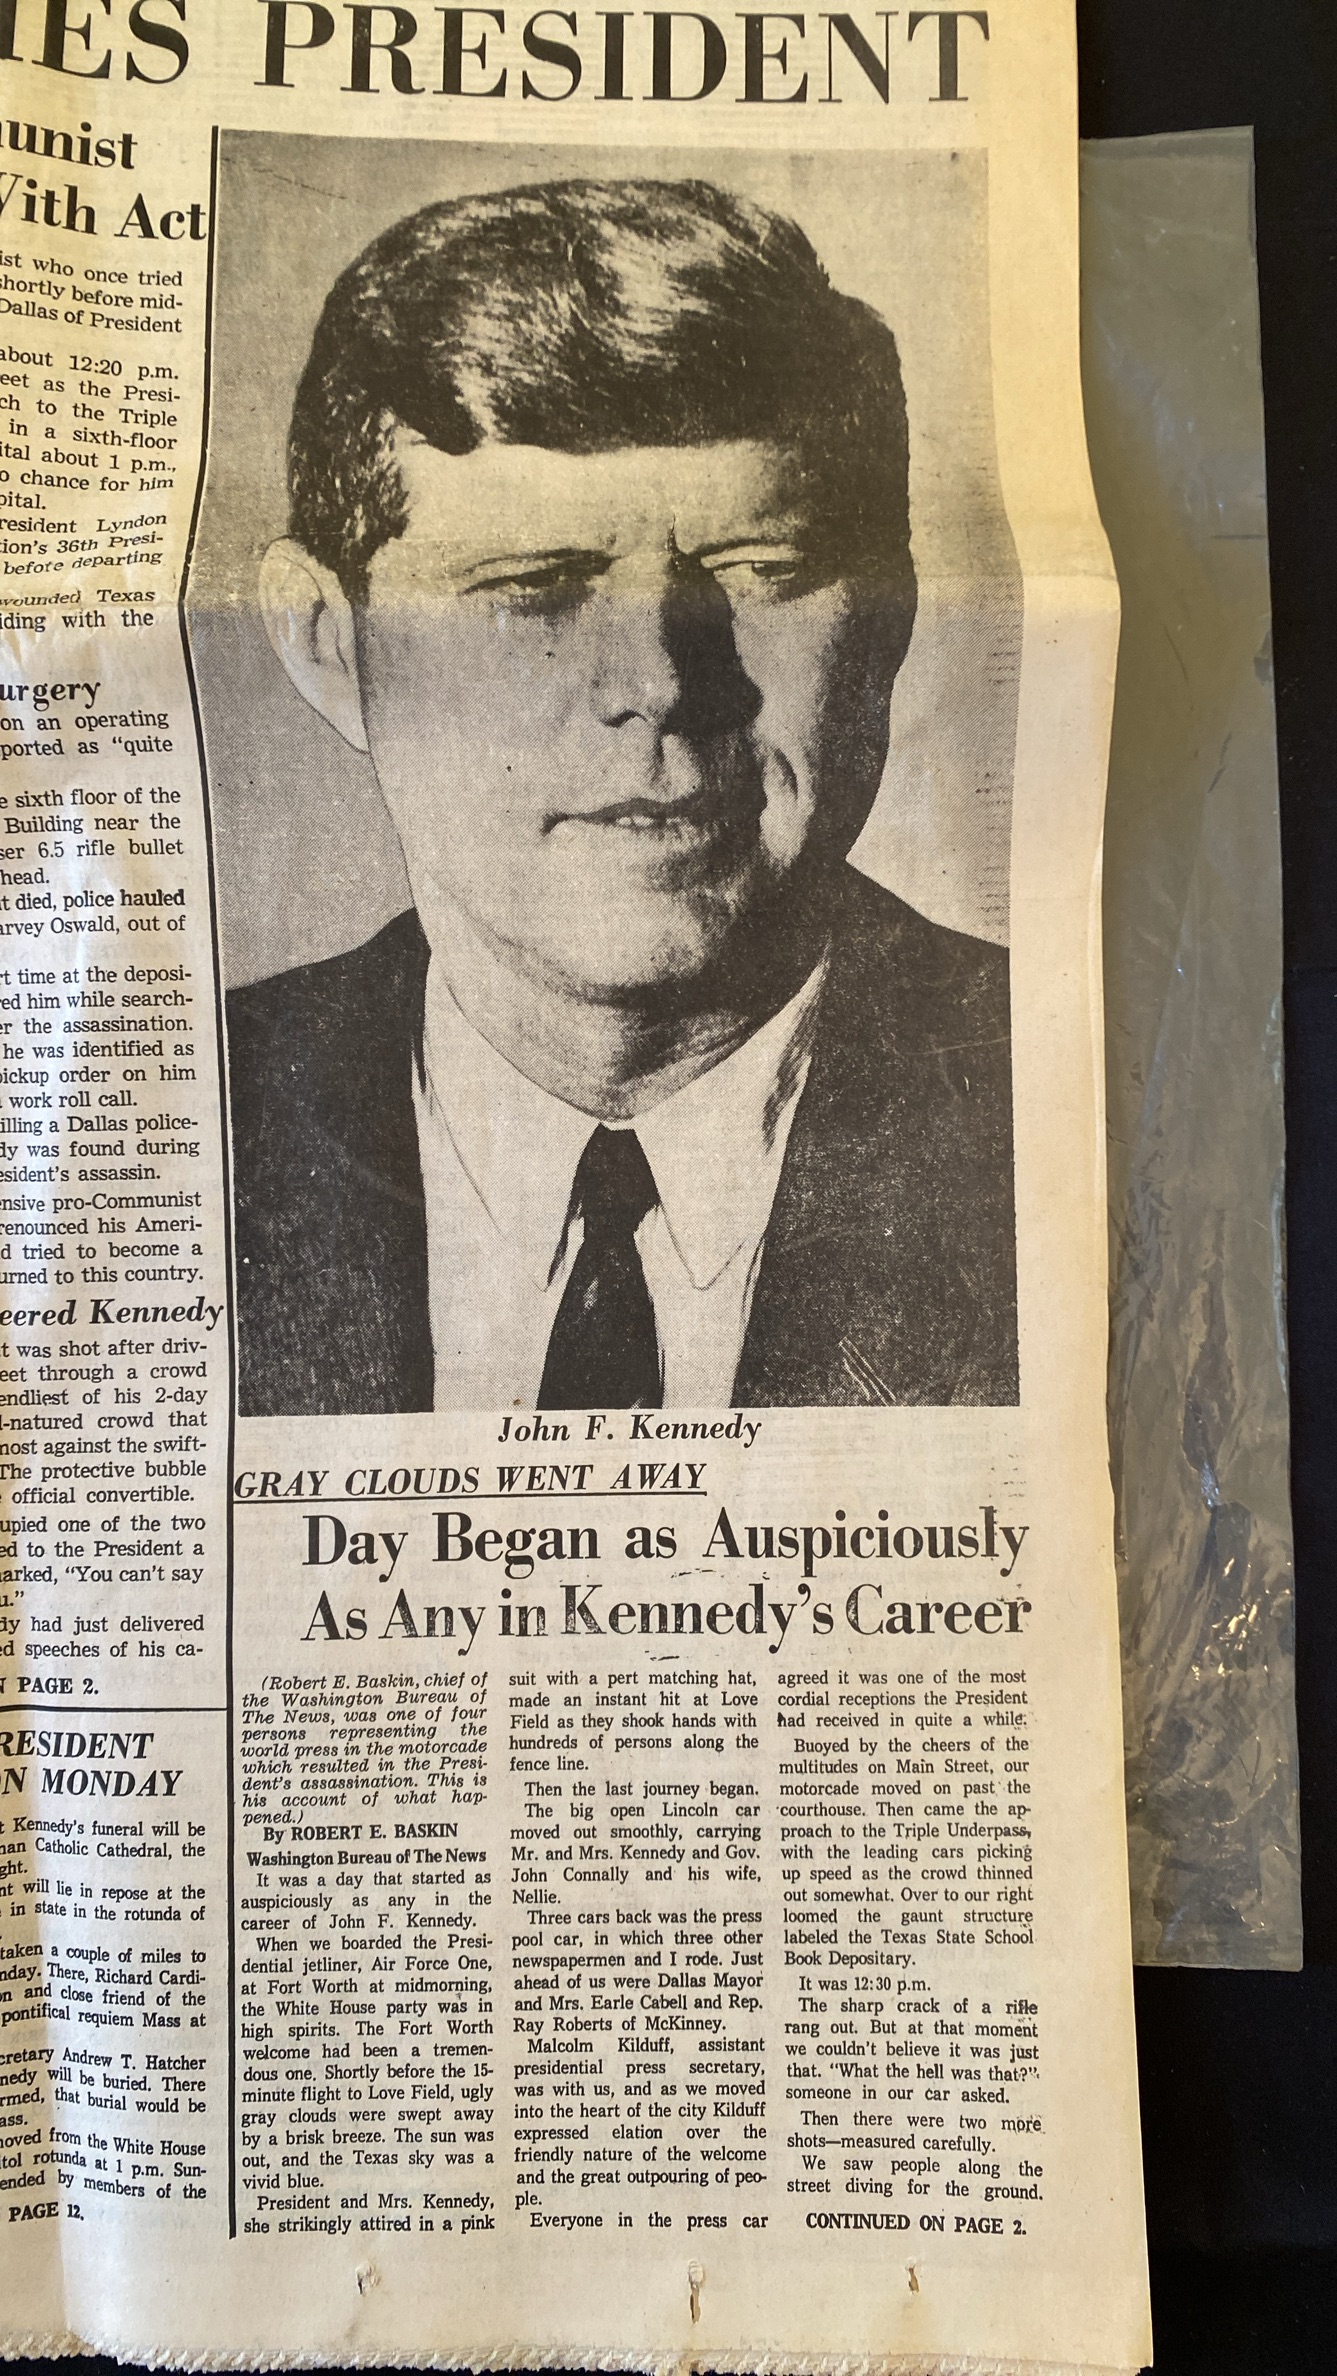 PRESIDENT
With Act
ist who once tried
shortly before mid-
Dallas of President
about 12:20 p.m.
eet as the Presi-
ch to the Triple
in a sixth-floor
ital about 1 p.m.,
o chance for him
pital.
resident Lyndon
tion's 36th Presi-
before departing
wounded Texas
iding with the
urgery
on an operating
ported as "quite
e sixth floor of the
Building near the
ser 6.5 rifle bullet
head.
t died, police hauled
arvey Oswald, out of
rt time at the deposi-
ed him while search-
er the assassination.
he was identified as
pickup order on him
work roll call.
illing a Dallas police-
dy was found during
esident's assassin.
ensive pro-Communist
renounced his Ameri-
d tried to become a
urned to this country.
eered Kennedy
t was shot after driv-
eet through a crowd
endliest of his 2-day
l-natured crowd that
most against the swift-
The protective bubble
official convertible.
upied one of the two
ed to the President a
arked, "You can't say
u."
dy had just delivered
ed speeches of his ca-
PAGE 2.
RESIDENT
ON MONDAY
t Kennedy's funeral will be
man Catholic Cathedral, the
ght.
nt will lie in repose at the
in state in the rotunda of
taken a couple of miles to
nday. There, Richard Cardi-
on and close friend of the
pontifical requiem Mass at
cretary Andrew T. Hatcher
nedy will be buried. There
rmed, that burial would be
ass.
moved from the White House
itol rotunda at 1 p.m. Sun-
ended by members of the
PAGE 12.
John F. Kennedy
GRAY CLOUDS WENT AWAY
Day Began as Auspiciously
As Any in Kennedy's Career
(Robert E. Baskin, chief of
the Washington Bureau of
The News, was one of four
persons representing the
world press in the motorcade
which resulted in the Presi-
dent's assassination. This is
his account of what hap-
pened.)
By ROBERT E. BASKIN
Washington Bureau of The News
It was a day that started as
auspiciously as any in the
career of John F. Kennedy.
When we boarded the Presi-
dential jetliner, Air Force One,
at Fort Worth at midmorning,
the White House party was in
high spirits. The Fort Worth
welcome had been a tremen-
dous one. Shortly before the 15-
minute flight to Love Field, ugly
gray clouds were swept away
by a brisk breeze. The sun was
out, and the Texas sky was a
vivid blue.
President and Mrs. Kennedy,
she strikingly attired in a pink
suit with a pert matching hat,
made an instant hit at Love
Field as they shook hands with
hundreds of persons along the
fence line.
Then the last journey began.
The big open Lincoln car
moved out smoothly, carrying
Mr. and Mrs. Kennedy and Gov.
John Connally and his wife,
Nellie.
Three cars back was the press
pool car, in which three other
newspapermen and I rode. Just
ahead of us were Dallas Mayor
and Mrs. Earle Cabell and Rep.
Ray Roberts of McKinney.
Malcolm Kilduff, assistant
presidential press secretary,
was with us, and as we moved
into the heart of the city Kilduff
expressed elation over the
friendly nature of the welcome
and the great outpouring of peo-
ple.
Everyone in the press car
agreed it was one of the most
cordial receptions the President
had received in quite a while.
Buoyed by the cheers of the
multitudes on Main Street, our
motorcade moved on past the
courthouse. Then came the ap-
proach to the Triple Underpass,
with the leading cars picking
up speed as the crowd thinned
out somewhat. Over to our right
loomed the gaunt structure
labeled the Texas State School
Book Depositary.
It was 12:30 p.m.
The sharp crack of a rifle
rang out. But at that moment
we couldn't believe it was just
that. "What the hell was that?"
someone in our car asked.
Then there were two more
shots—measured carefully.
We saw people along the
street diving for the ground.
CONTINUED ON PAGE 2.